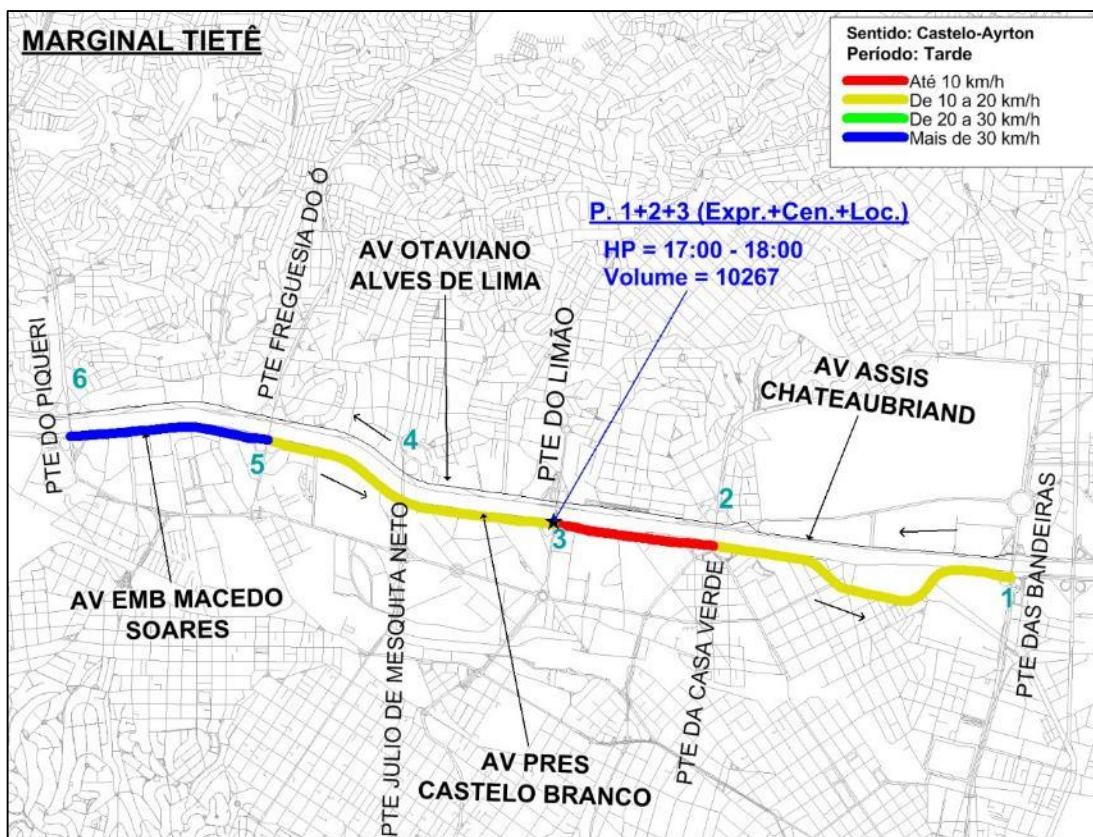 MARGINAL TIETÊ
Sentido: Castelo-Ayrton
Período: Tarde
Até 10 km/h
De 10 a 20 km/h
De 20 a 30 km/h
Mais de 30 km/h
P. 1+2+3 (Expr.+Cen.+Loc.)
HP = 17:00 - 18:00
Volume = 10267
AV OTAVIANO
ALVES DE LIMA
PTE FREGUESIA DO Ó
PTE DO LIMÃO
PTE DO PIQUERI
6
AV ASSIS
CHATEAUBRIAND
4
5
2
3
1
PTE DAS BANDEIRAS
AV EMB MACEDO
SOARES
PTE JULIO DE MESQUITA NETO
PTE DA CASA VERDE
AV PRES
CASTELO BRANCO